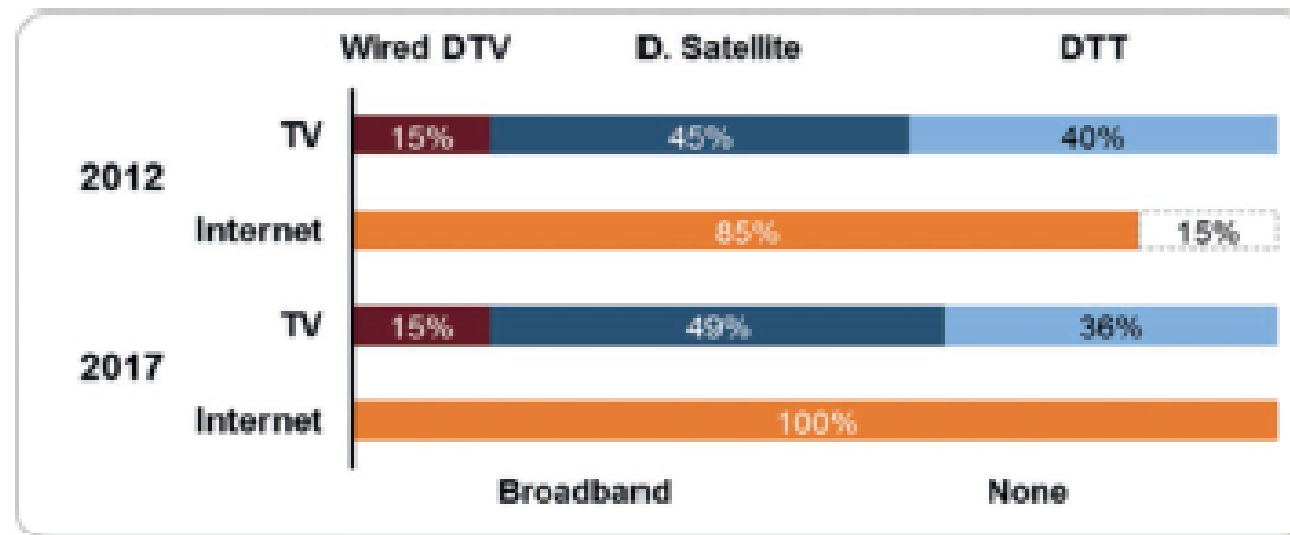 Wired DTV D. Satellite DTT
TV 15% 45% 40%
2012
Internet 85% 15%
TV 15% 49% 36%
2017
Internet 100%
Broadband None